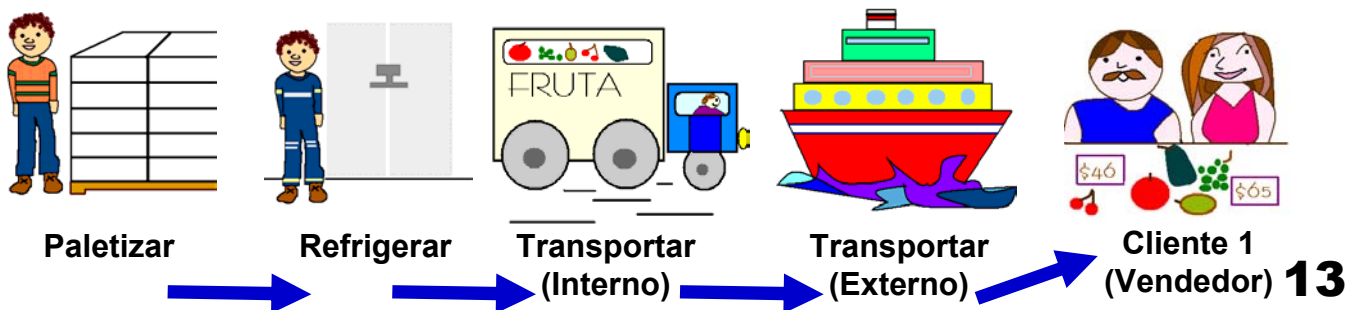 FRUTA
$46
$65
Paletizar
Refrigerar
Transportar
(Interno)
Transportar
(Externo)
Cliente 1
(Vendedor)
13